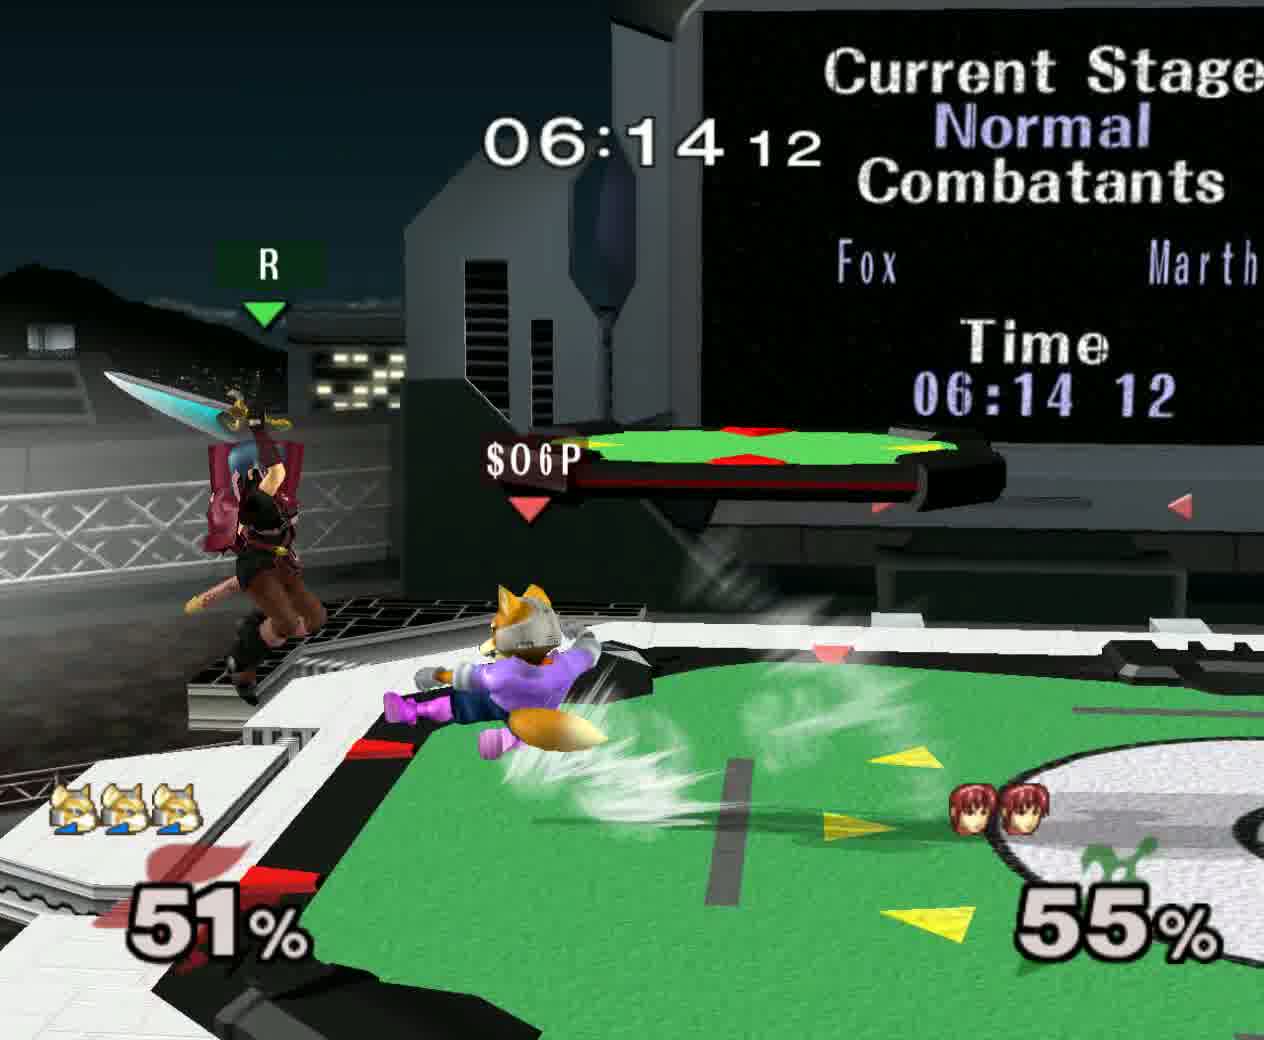 Current Stage
Normal
Combatants
Fox Marth
Time
06:14 12
06:14 12
R
$06P
51%
55%